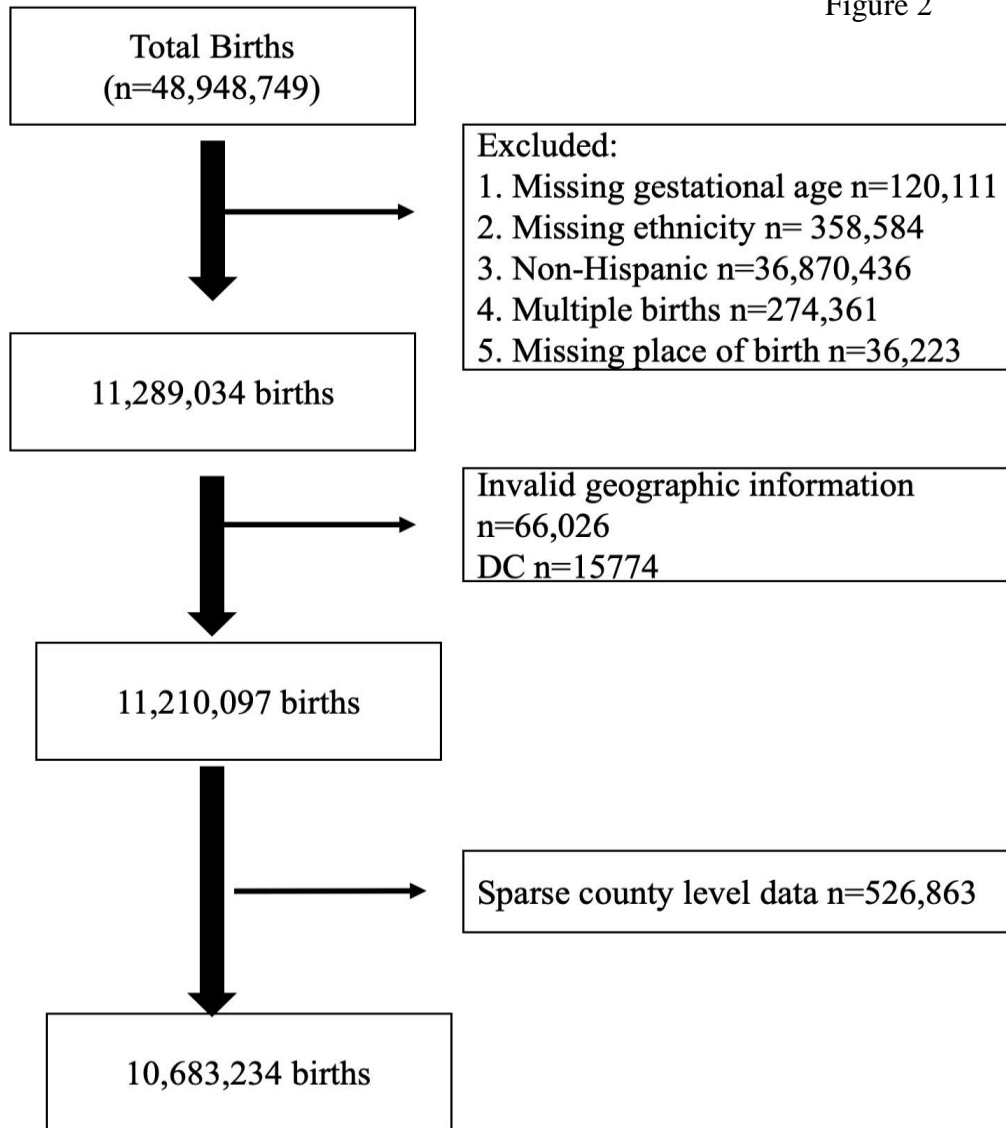 Figure 2
Total Births
(n=48,948,749)
Excluded:
1. Missing gestational age n=120,111
2. Missing ethnicity n= 358,584
3. Non-Hispanic n=36,870,436
4. Multiple births n=274,361
5. Missing place of birth n=36,223
11,289,034 births
Invalid geographic information
n=66,026
DC n=15774
11,210,097 births
Sparse county level data n=526,863
10,683,234 births